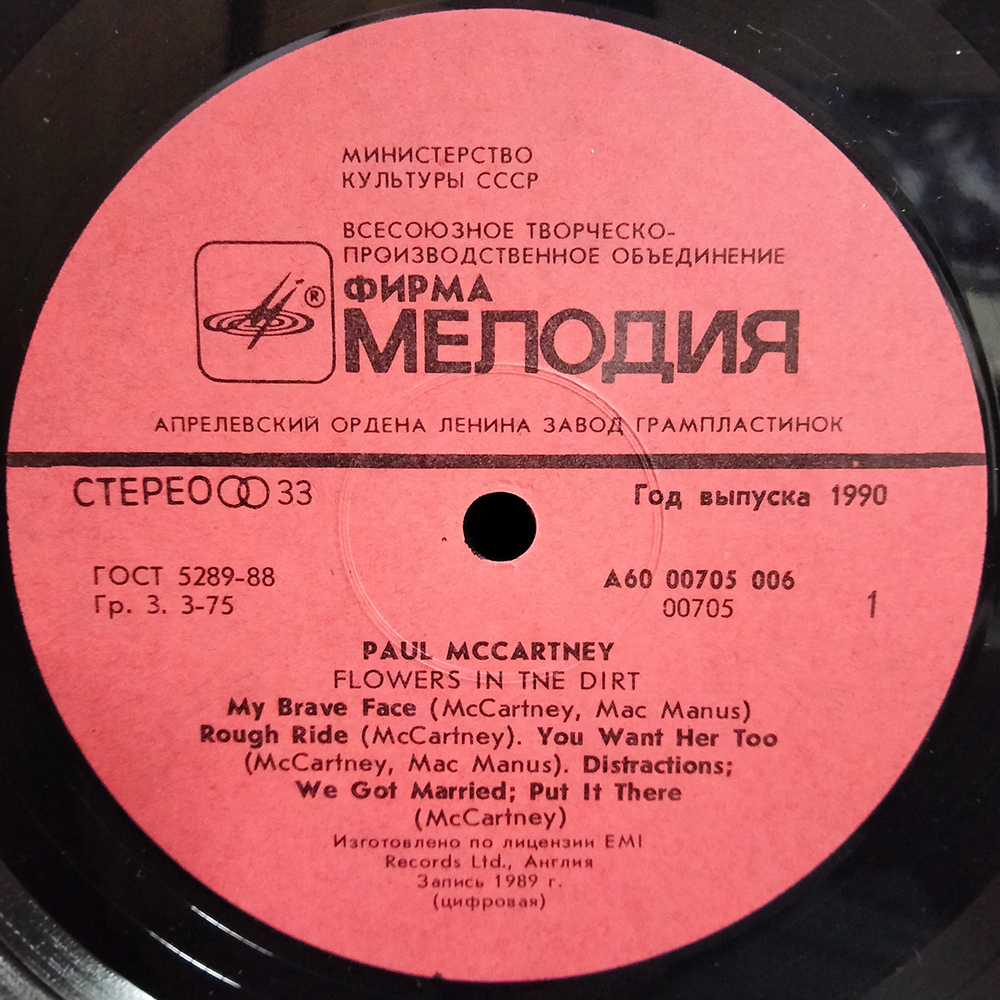 МИНИСТЕРСТВО
КУЛЬТУРЫ СССР
ВСЕСОЮЗНОЕ ТВОРЧЕСКО-
ПРОИЗВОДСТВЕННОЕ ОБЪЕДИНЕНИЕ
ФИРМА
®
МЕЛОДИЯ
АПРЕЛЕВСКИЙ ОРДЕНА ЛЕНИНА ЗАВОД ГРАМПЛАСТИНОК
СТЕРЕО 33
Год выпуска 1990
ГОСТ 5289-88
Гр. 3. 3-75
А60 00705 006
00705
1
PAUL MCCARTNEY
FLOWERS IN TNE DIRT
My Brave Face (McCartney, Mac Manus)
Rough Ride (McCartney). You Want Her Too
(McCartney, Mac Manus). Distractions;
We Got Married; Put It There
(McCartney)
Изготовлено по лицензии EMI
Records Ltd., Англия
Запись 1989 г.
(цифровая)